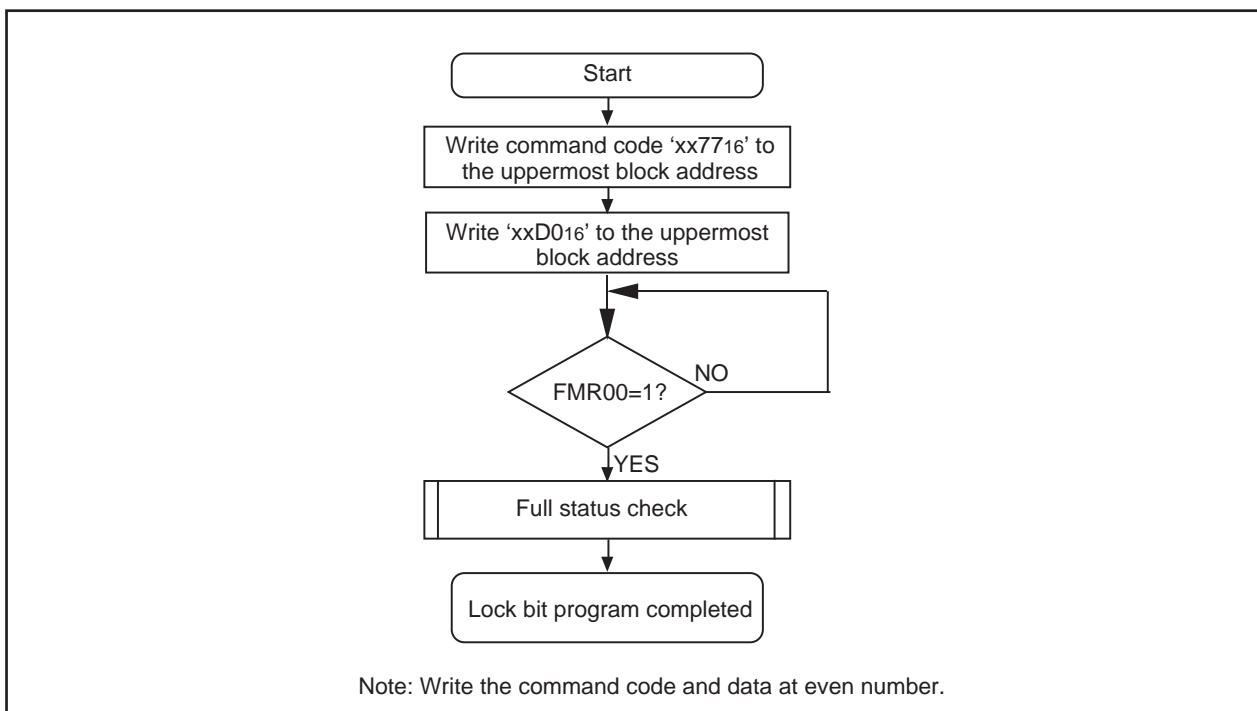 Start
Write command code ‘xx7716’ to
the uppermost block address
Write ‘xxD016’ to the uppermost
block address
FMR00=1?
NO
YES
Full status check
Lock bit program completed
Note: Write the command code and data at even number.